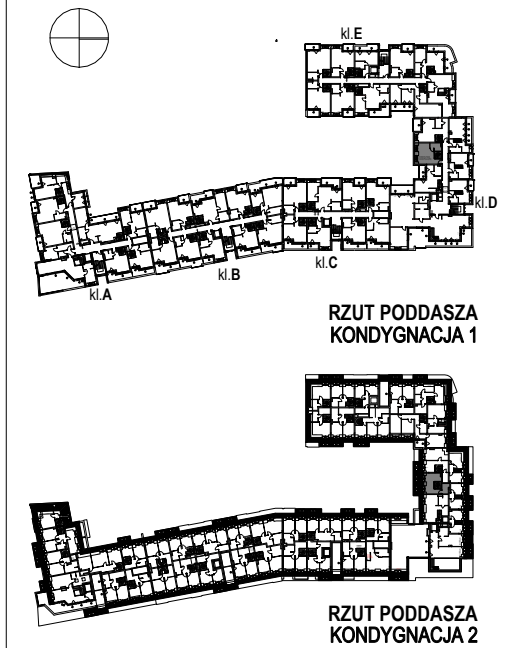 kl.E
kl.D
kl.C
kl.B
kl.A
RZUT PODDASZA
KONDYGNACJA 1
RZUT PODDASZA
KONDYGNACJA 2